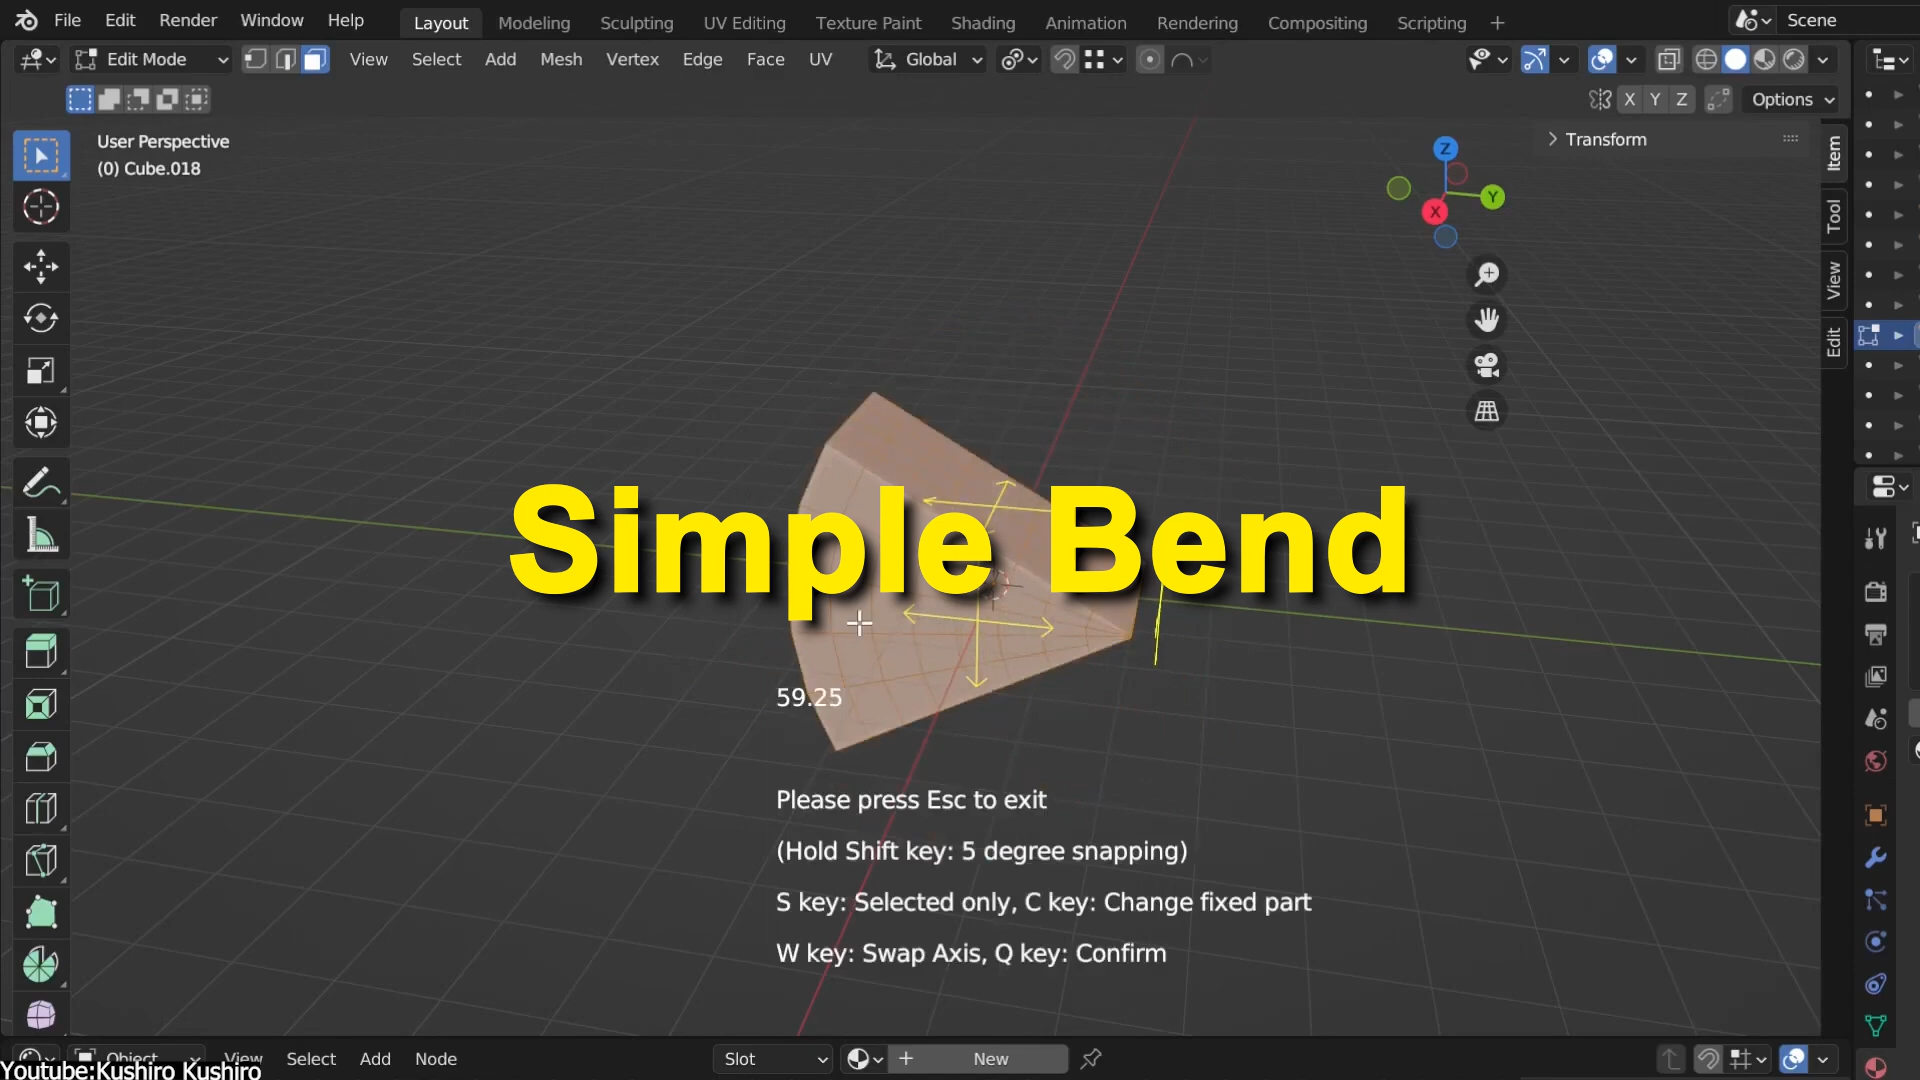 File Edit Render Window Help Layout Modeling Sculpting UV Editing Texture Paint Shading Animation Rendering Compositing Scripting + Scene
Edit Mode View Select Add Mesh Vertex Edge Face UV Global
X Y Z Options
User Perspective
(0) Cube.018
Transform
Z
Y
X
Item
Tool
View
Edit
Simple Bend
59.25
Please press Esc to exit
(Hold Shift key: 5 degree snapping)
S key: Selected only, C key: Change fixed part
W key: Swap Axis, Q key: Confirm
Object View Select Add Node Slot New
Youtube:Kushiro Kushiro